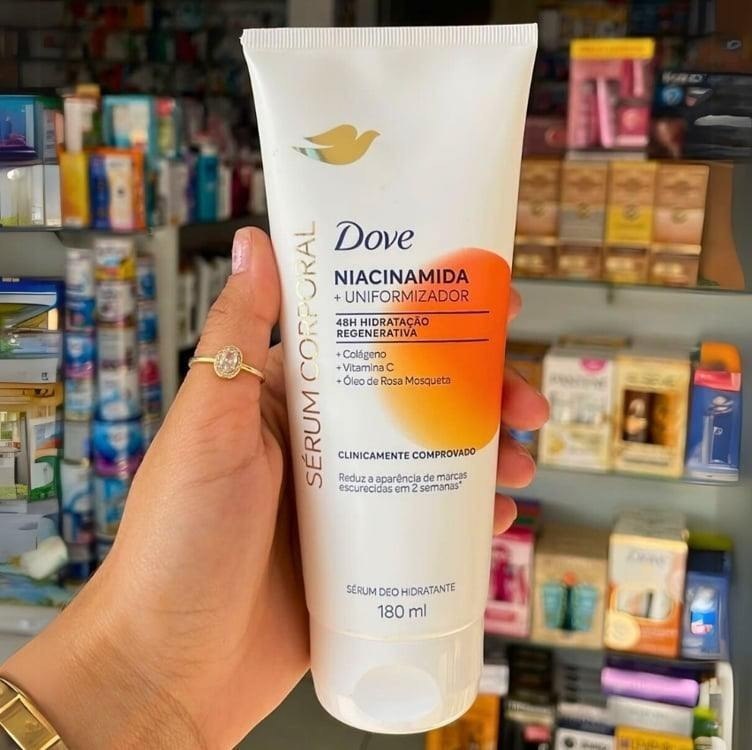 SÉRUM CORPORAL
Dove
NIACINAMIDA
+ UNIFORMIZADOR
48H HIDRATAÇÃO
REGENERATIVA
+ Colágeno
+ Vitamina C
+ Óleo de Rosa Mosqueta
CLINICAMENTE COMPROVADO
Reduz a aparência de marcas
escurecidas em 2 semanas*
SÉRUM DEO HIDRATANTE
180 ml
Dove